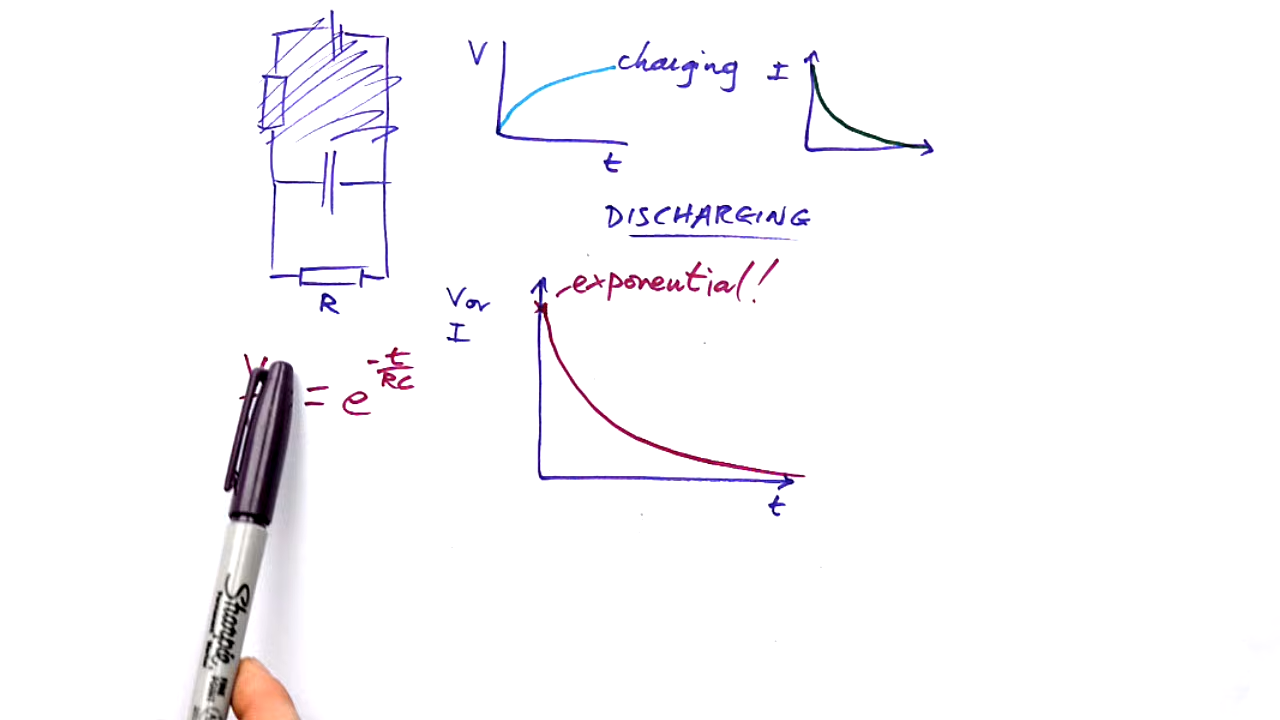 V
charging
I
t
DISCHARGING
exponential!
V or
I
R
V
= e^{-t/RC}
t
Sharpie